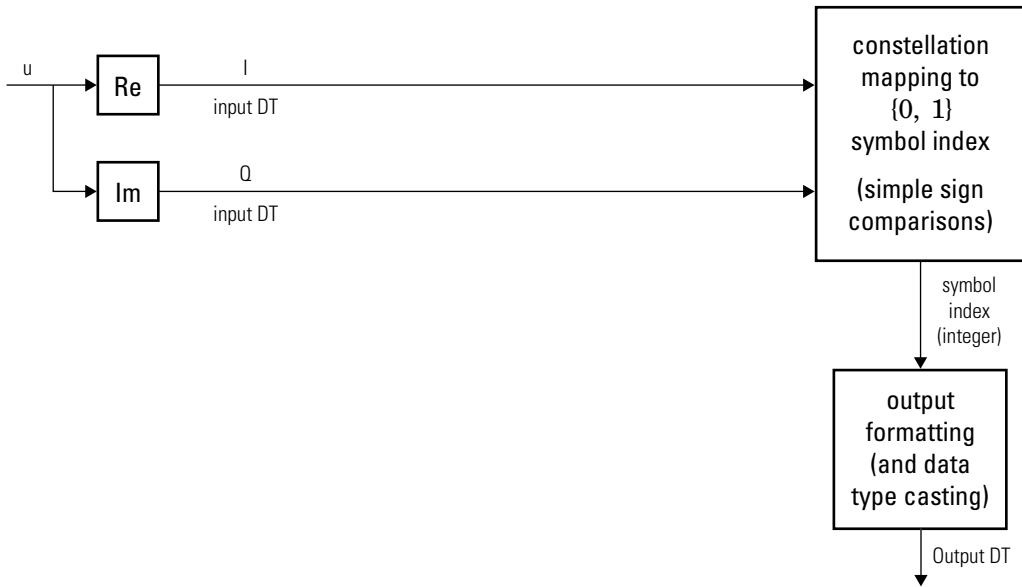 u
Re
I
input DT
Im
Q
input DT
constellation
mapping to
{0, 1}
symbol index
(simple sign
comparisons)
symbol
index
(integer)
output
formatting
(and data
type casting)
Output DT